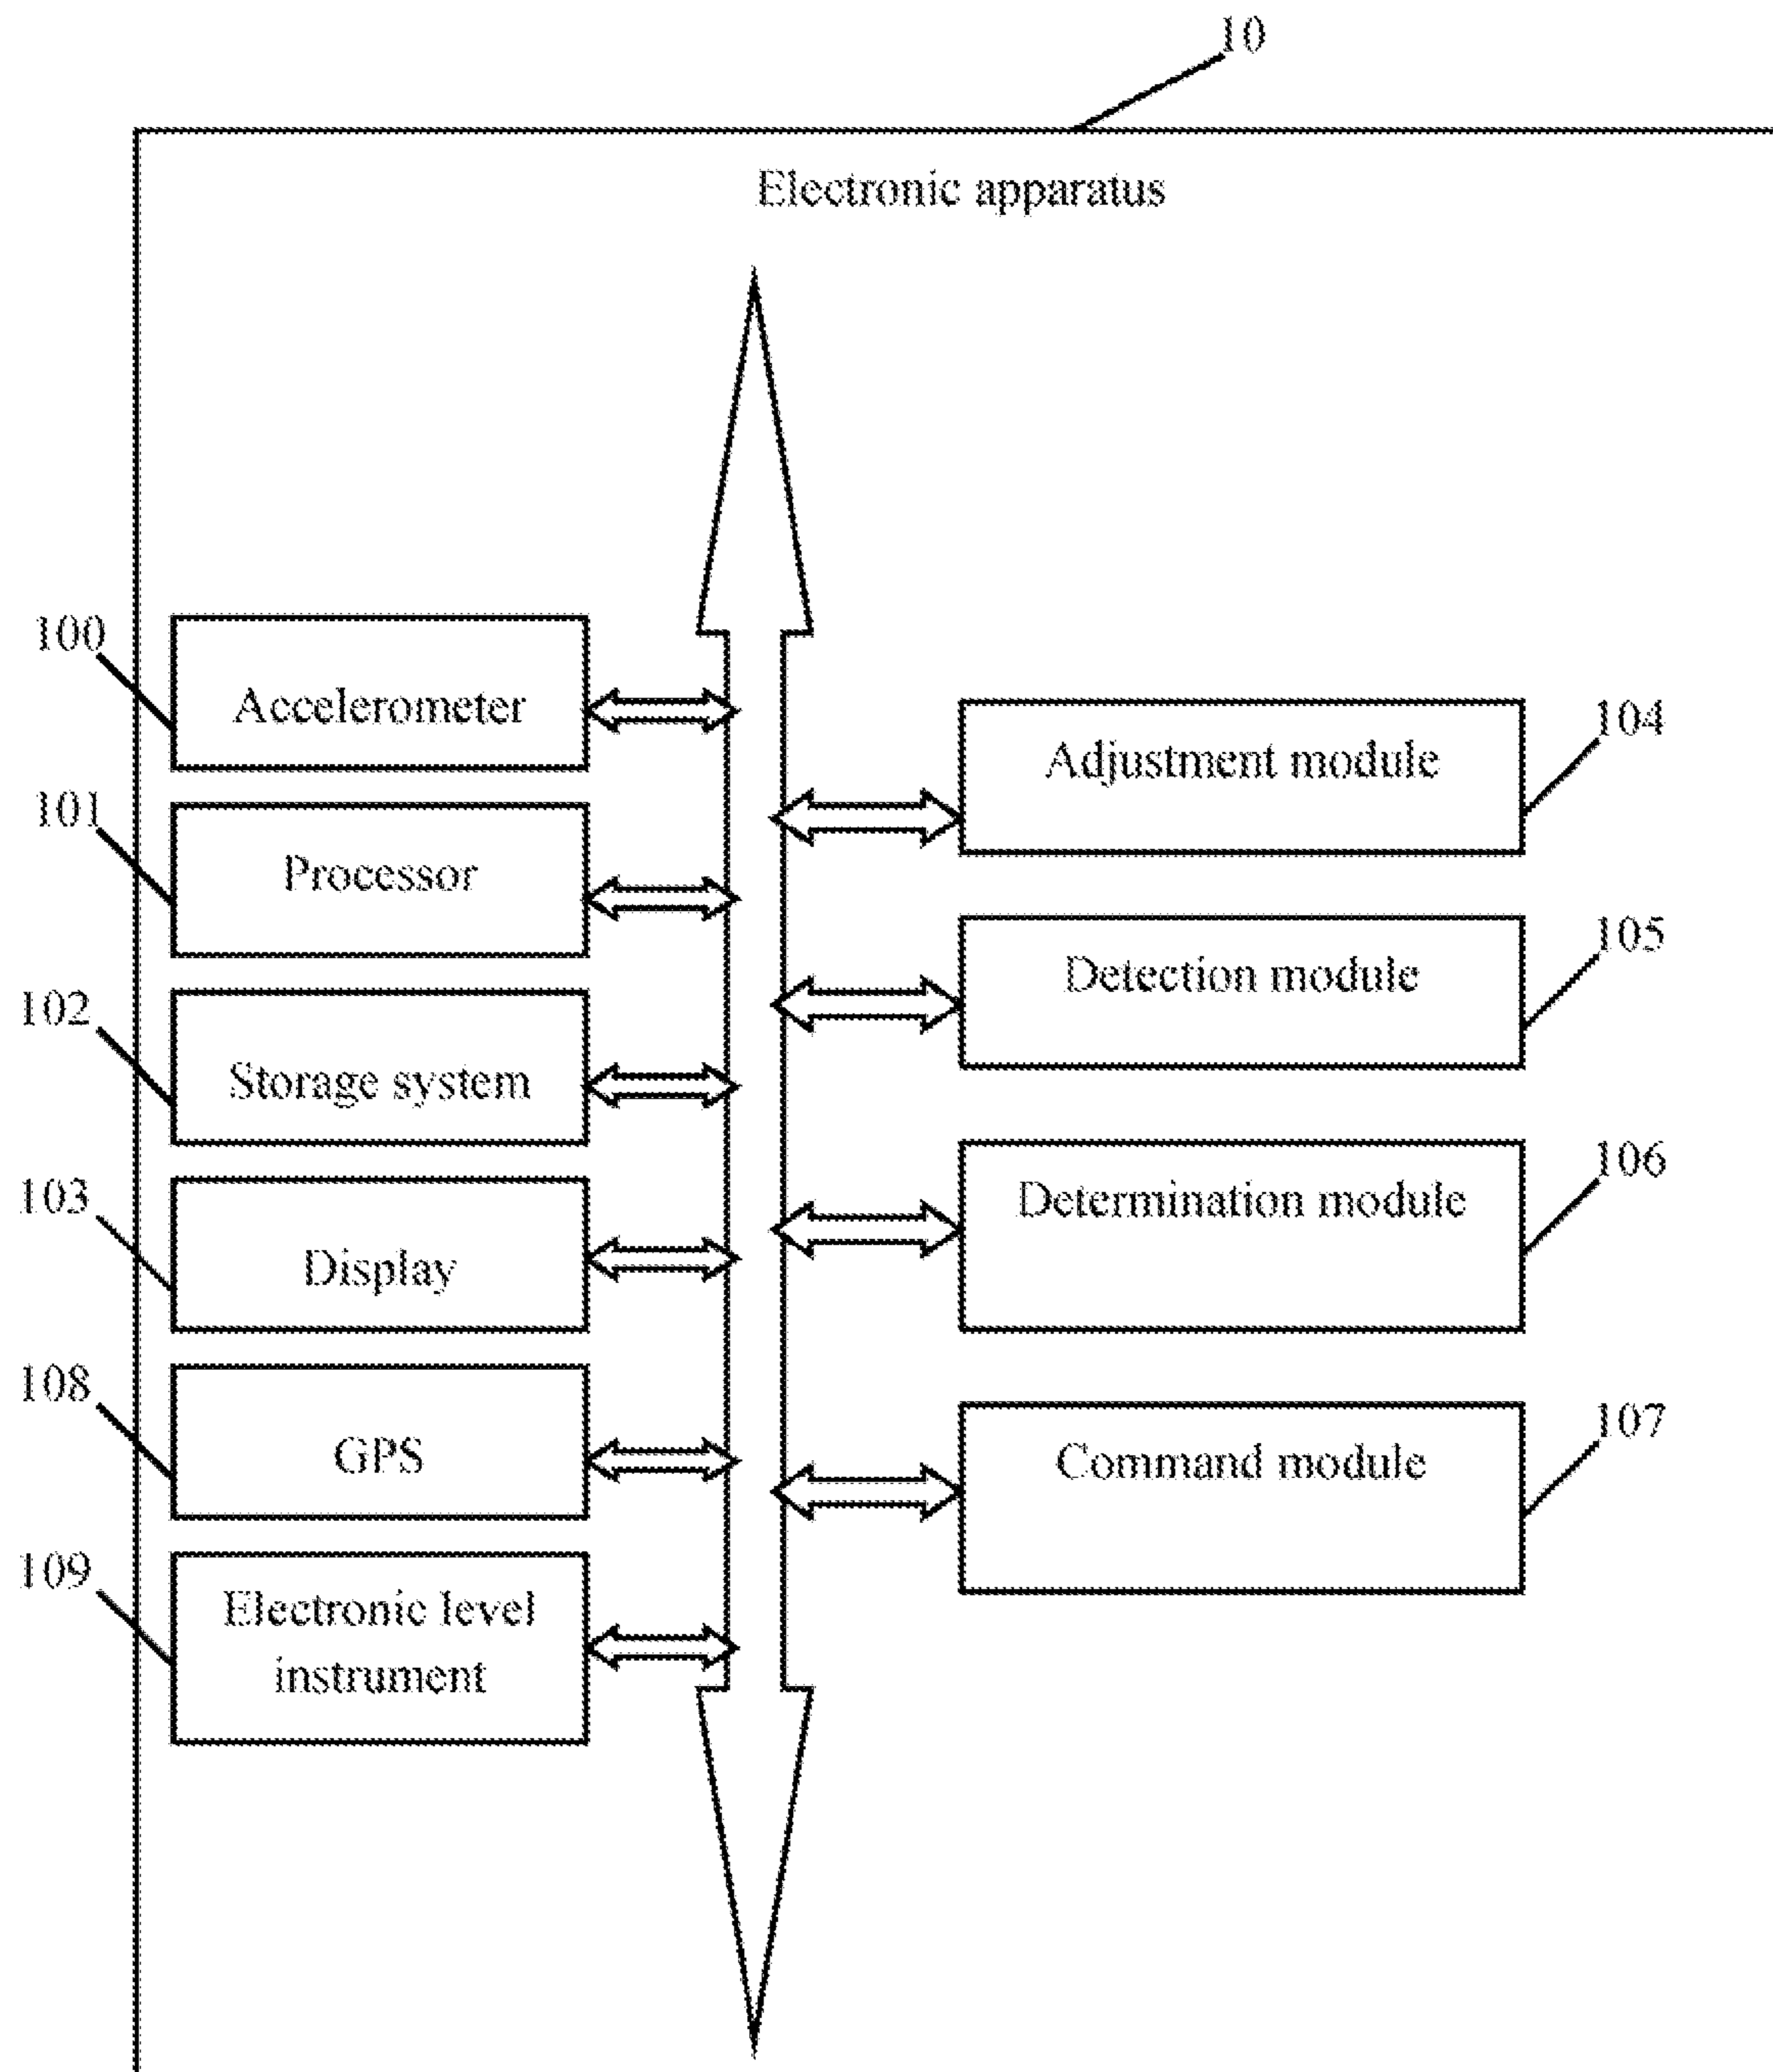 10
Electronic apparatus
100
Accelerometer
101
Processor
102
Storage system
103
Display
108
GPS
109
Electronic level
instrument
104
Adjustment module
105
Detection module
106
Determination module
107
Command module